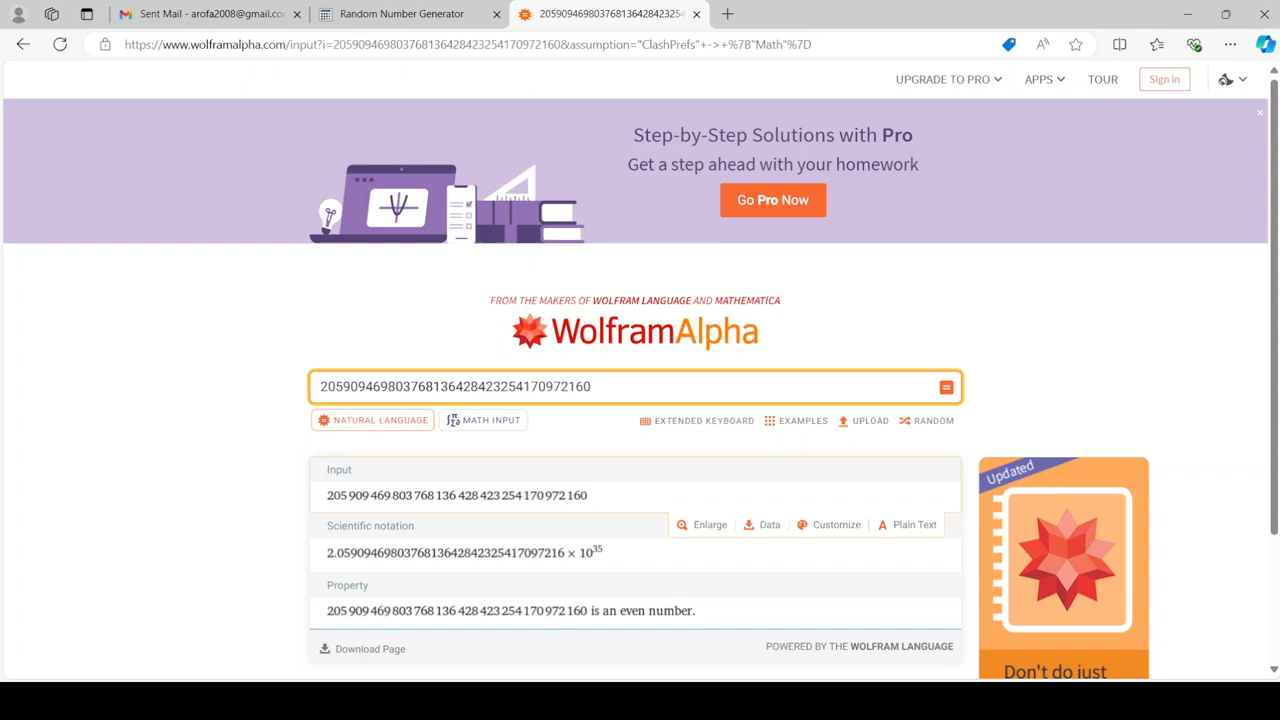 Sent Mail - arofa2008@gmail.co
Random Number Generator
205909469803768136428423254
https://www.wolframalpha.com/input?i=205909469803768136428423254170972160&assumption="ClashPrefs"+->+%7B"Math"%7D
UPGRADE TO PRO
APPS
TOUR
Sign in
Step-by-Step Solutions with Pro
Get a step ahead with your homework
Go Pro Now
FROM THE MAKERS OF WOLFRAM LANGUAGE AND MATHEMATICA
WolframAlpha
205909469803768136428423254170972160
NATURAL LANGUAGE
MATH INPUT
EXTENDED KEYBOARD
EXAMPLES
UPLOAD
RANDOM
Input
205 909 469 803 768 136 428 423 254 170 972 160
Scientific notation
Enlarge
Data
Customize
Plain Text
2.0590946980376813642842325417097216 × 10³⁵
Property
205 909 469 803 768 136 428 423 254 170 972 160 is an even number.
Download Page
POWERED BY THE WOLFRAM LANGUAGE
Updated
Don't do just